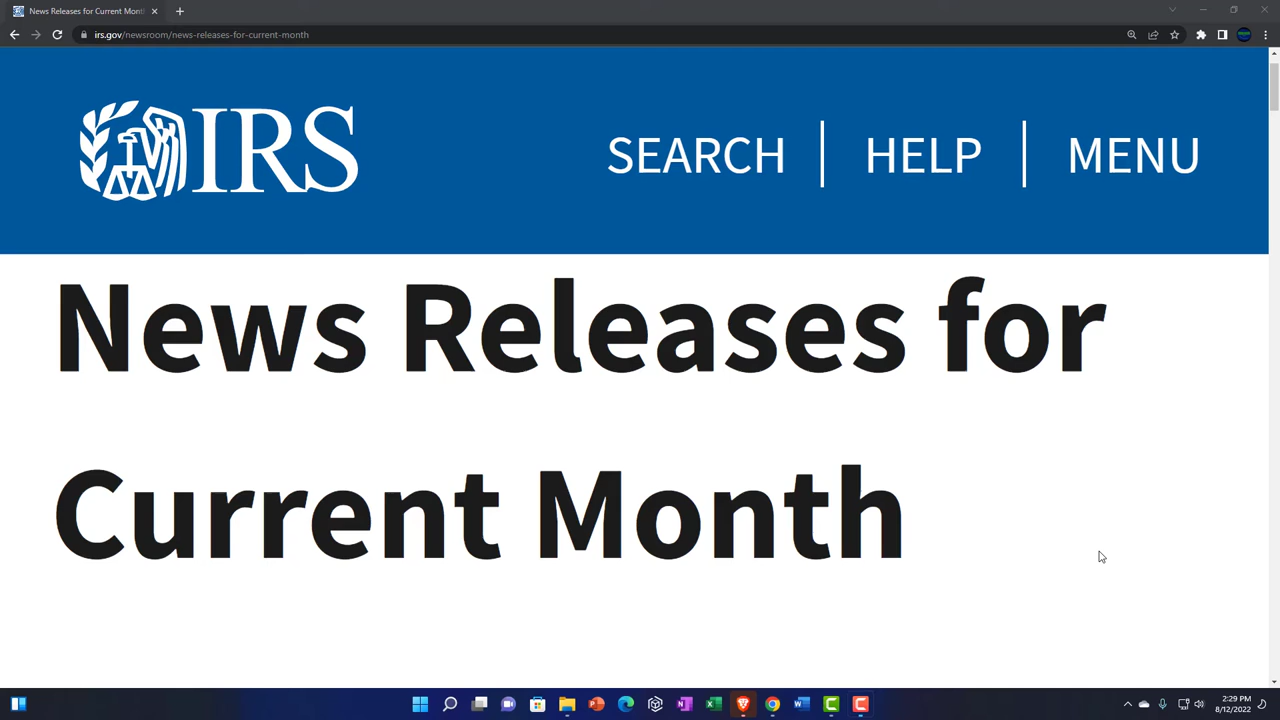 News Releases for Current Mont
irs.gov/newsroom/news-releases-for-current-month
IRS
SEARCH
HELP
MENU
News Releases for
Current Month
2:29 PM
8/12/2022